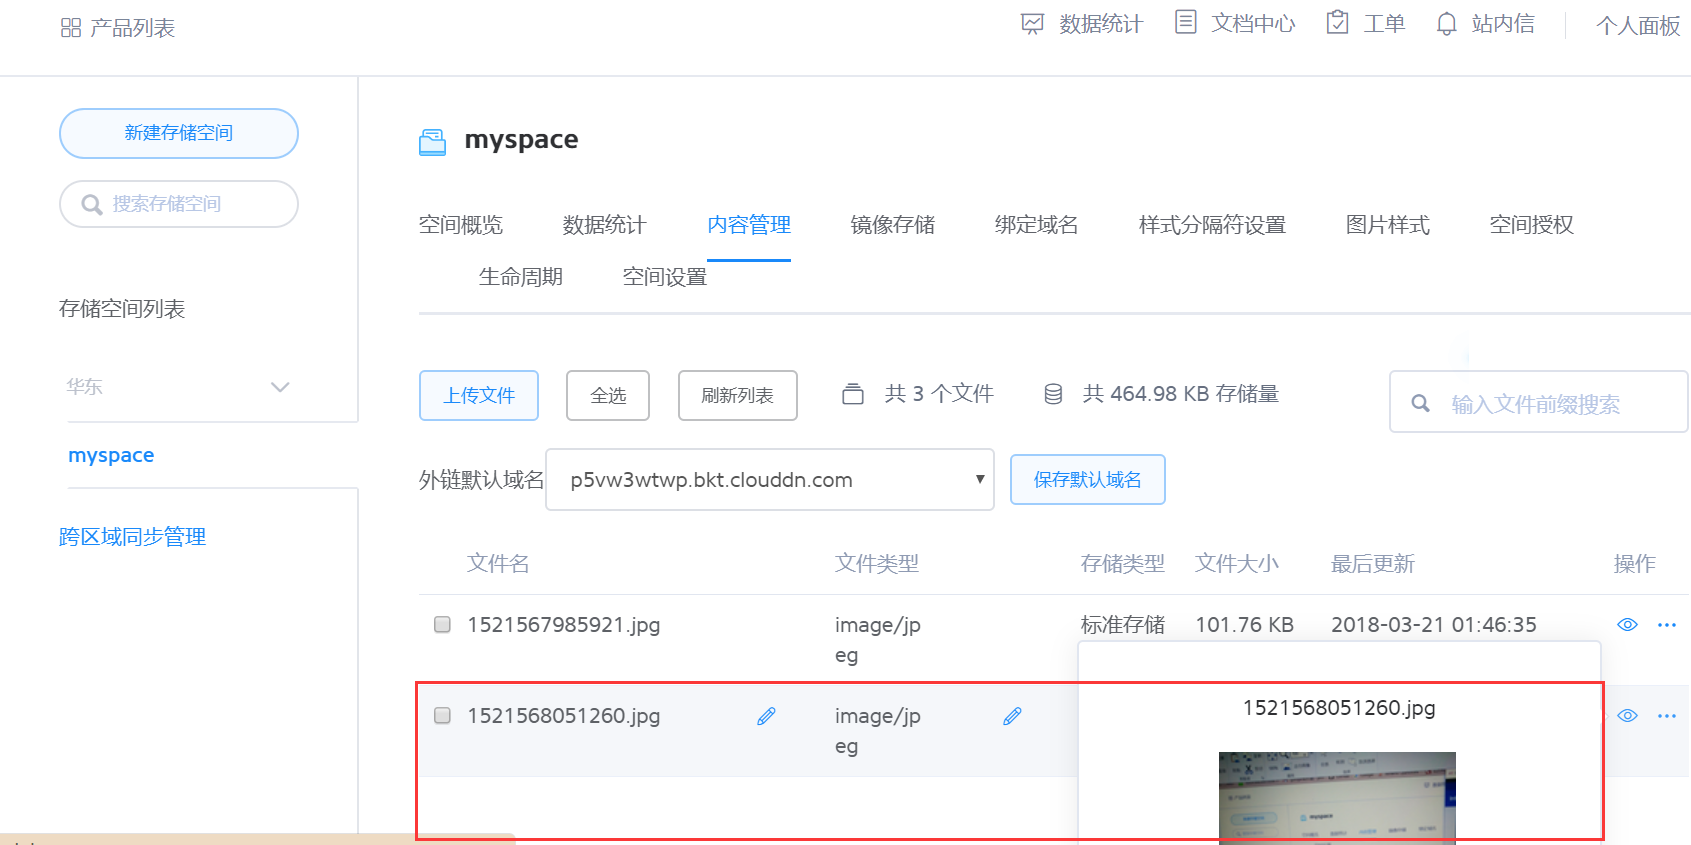 产品列表
数据统计 文档中心 工单 站内信 个人面板
新建存储空间
搜索存储空间
存储空间列表
华东
myspace
跨区域同步管理
myspace
空间概览 数据统计 内容管理 镜像存储 绑定域名 样式分隔符设置 图片样式 空间授权
生命周期 空间设置
上传文件 全选 刷新列表 共 3 个文件 共 464.98 KB 存储量 输入文件前缀搜索
外链默认域名 p5vw3wtwp.bkt.clouddn.com 保存默认域名
文件名 文件类型 存储类型 文件大小 最后更新 操作
1521567985921.jpg image/jp 标准存储 101.76 KB 2018-03-21 01:46:35
eg
1521568051260.jpg image/jp
eg
1521568051260.jpg
myspace